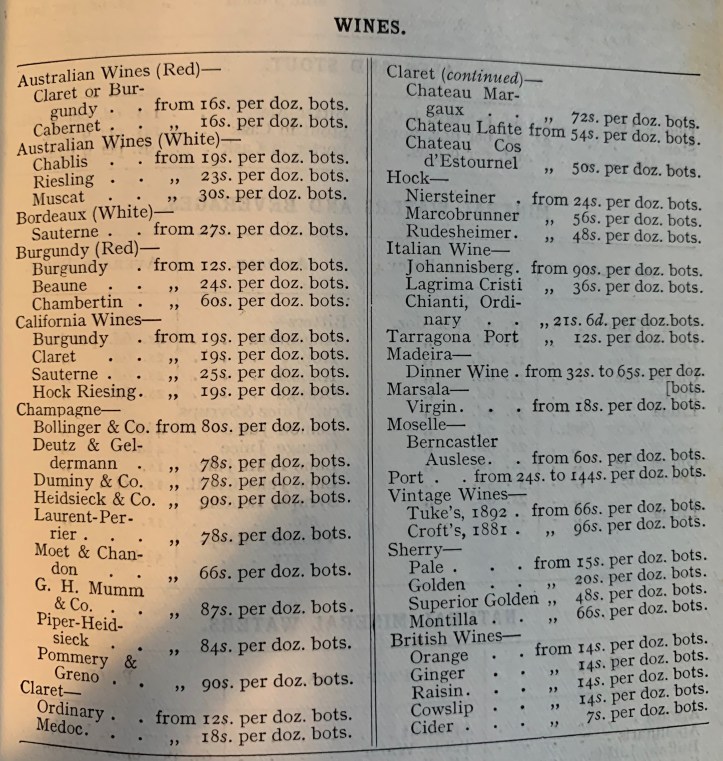 WINES.
Australian Wines (Red)—
Claret or Bur-
gundy . . from 16s. per doz. bots.
Cabernet . . „ 16s. per doz. bots.
Australian Wines (White)—
Chablis . . from 19s. per doz. bots.
Riesling . . „ 23s. per doz. bots.
Muscat . . „ 30s. per doz. bots.
Bordeaux (White)—
Sauterne . . from 27s. per doz. bots.
Burgundy (Red)—
Burgundy . from 12s. per doz. bots.
Beaune . . „ 24s. per doz. bots.
Chambertin . „ 60s. per doz. bots.
California Wines—
Burgundy . from 19s. per doz. bots.
Claret . . „ 19s. per doz. bots.
Sauterne . . „ 25s. per doz. bots.
Hock Riesing. „ 19s. per doz. bots.
Champagne—
Bollinger & Co. from 80s. per doz. bots.
Deutz & Gel-
dermann . „ 78s. per doz. bots.
Duminy & Co. „ 78s. per doz. bots.
Heidsieck & Co. „ 90s. per doz. bots.
Laurent-Per-
rier . . . „ 78s. per doz. bots.
Moet & Chan-
don . . „ 66s. per doz. bots.
G. H. Mumm
& Co. . . „ 87s. per doz. bots.
Piper-Heid-
sieck . . „ 84s. per doz. bots.
Pommery &
Greno . . „ 90s. per doz. bots.
Claret—
Ordinary . . from 12s. per doz. bots.
Medoc. . . „ 18s. per doz. bots.
Claret (continued)—
Chateau Mar-
gaux . . „ 72s. per doz. bots.
Chateau Lafite from 54s. per doz. bots.
Chateau Cos
d'Estournel „ 50s. per doz. bots.
Hock—
Niersteiner . from 24s. per doz. bots.
Marcobrunner „ 56s. per doz. bots.
Rudesheimer. „ 48s. per doz. bots.
Italian Wine—
Johannisberg. from 90s. per doz. bots.
Lagrima Cristi „ 36s. per doz. bots.
Chianti, Ordi-
nary . . „ 21s. 6d. per doz.bots.
Tarragona Port „ 12s. per doz. bots.
Madeira—
Dinner Wine . from 32s. to 65s. per doz.
Marsala— [bots.
Virgin. . . from 18s. per doz. bots.
Moselle—
Berncastler
Auslese. . from 60s. per doz. bots.
Port . . from 24s. to 144s. per doz. bots.
Vintage Wines—
Tuke's, 1892 . from 66s. per doz. bots.
Croft's, 1881 . „ 96s. per doz. bots.
Sherry—
Pale . . . from 15s. per doz. bots.
Golden . . „ 20s. per doz. bots.
Superior Golden „ 48s. per doz. bots.
Montilla . . „ 66s. per doz. bots.
British Wines—
Orange . . from 14s. per doz. bots.
Ginger . . „ 14s. per doz. bots.
Raisin. . . „ 14s. per doz. bots.
Cowslip . . „ 14s. per doz. bots.
Cider . . . „ 7s. per doz. bots.